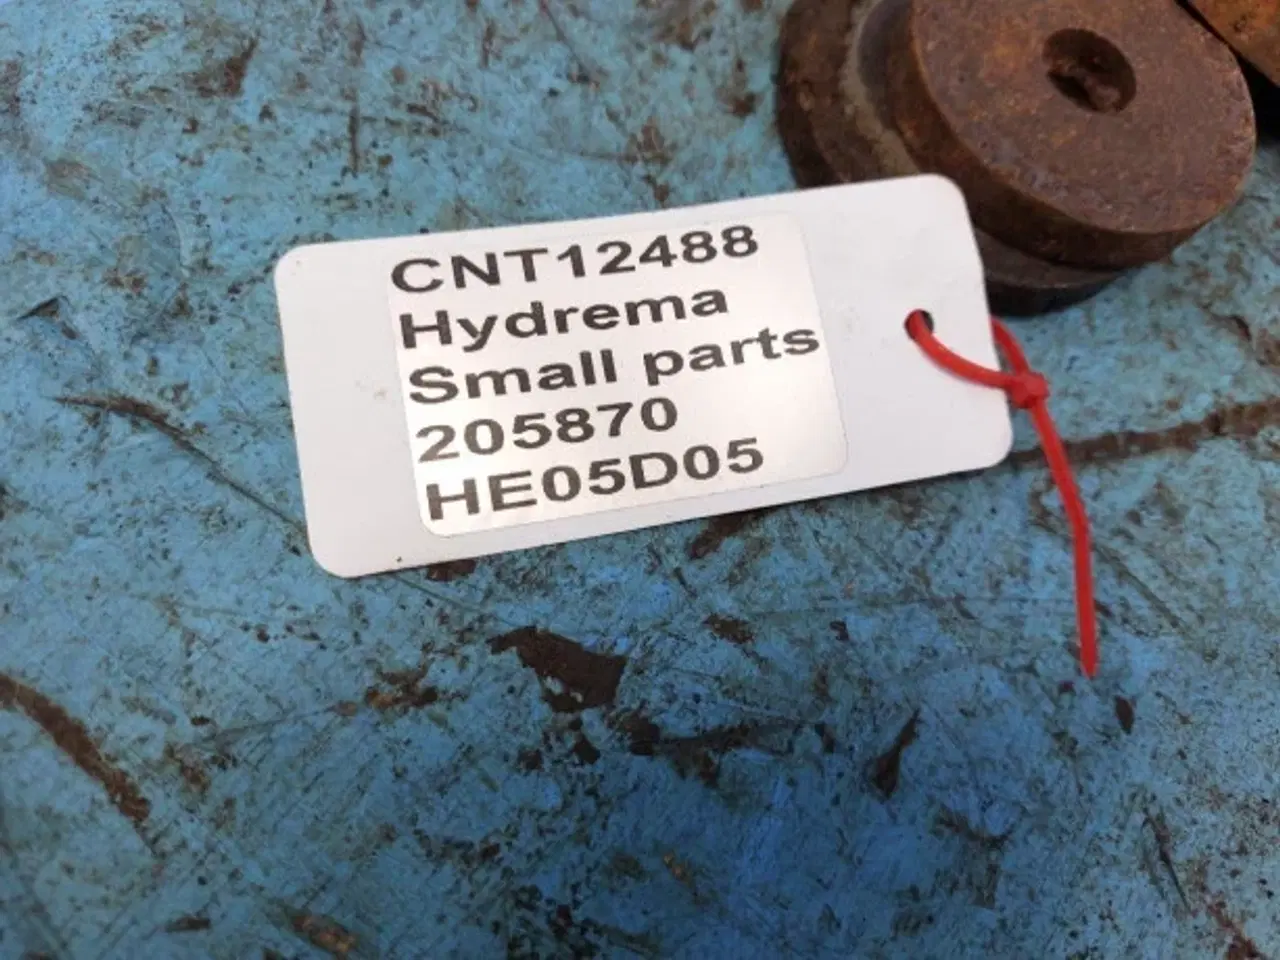 CNT12488
Hydrema
Small parts
205870
HE05D05